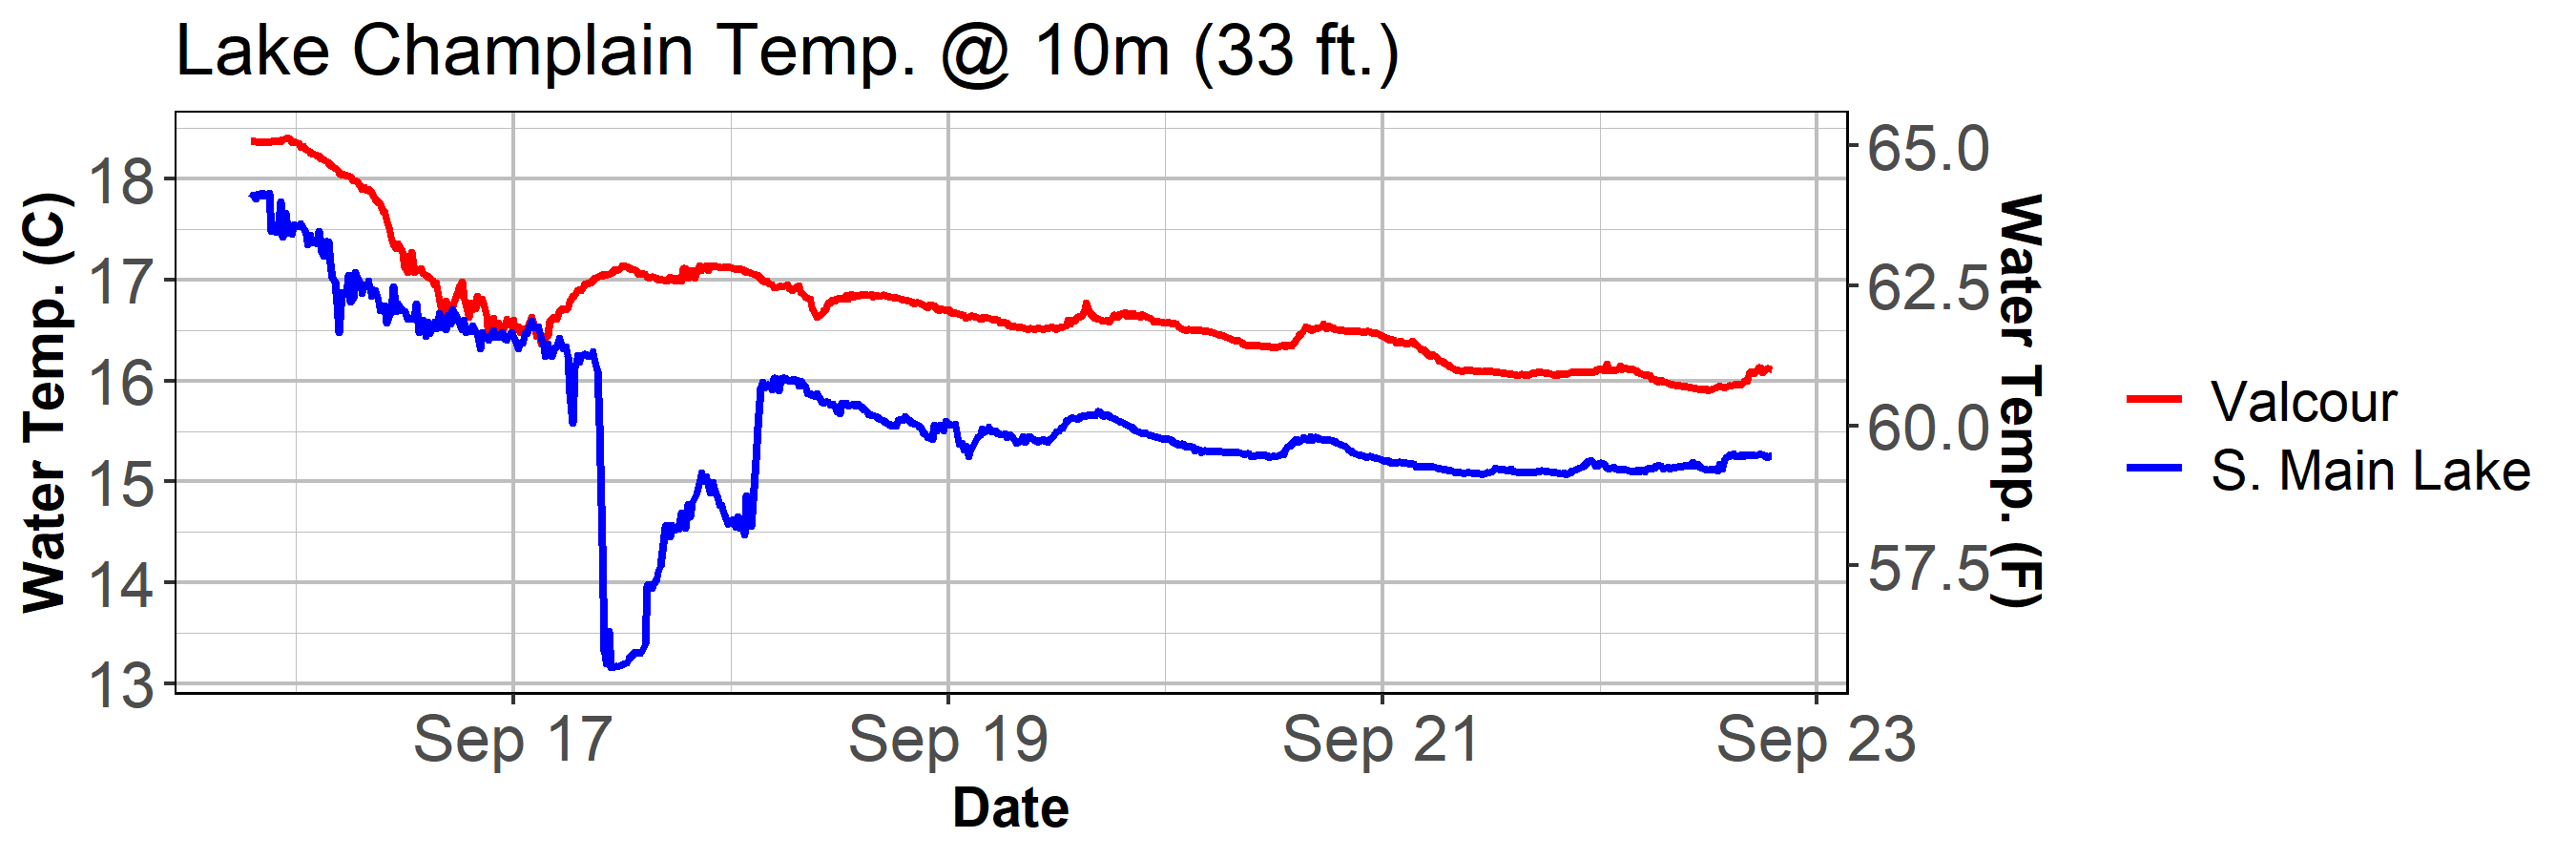 Lake Champlain Temp. @ 10m (33 ft.)
Water Temp. (C)
18
17
16
15
14
13
65.0
62.5
60.0
57.5
Water Temp. (F)
Sep 17
Sep 19
Sep 21
Sep 23
Date
Valcour
S. Main Lake